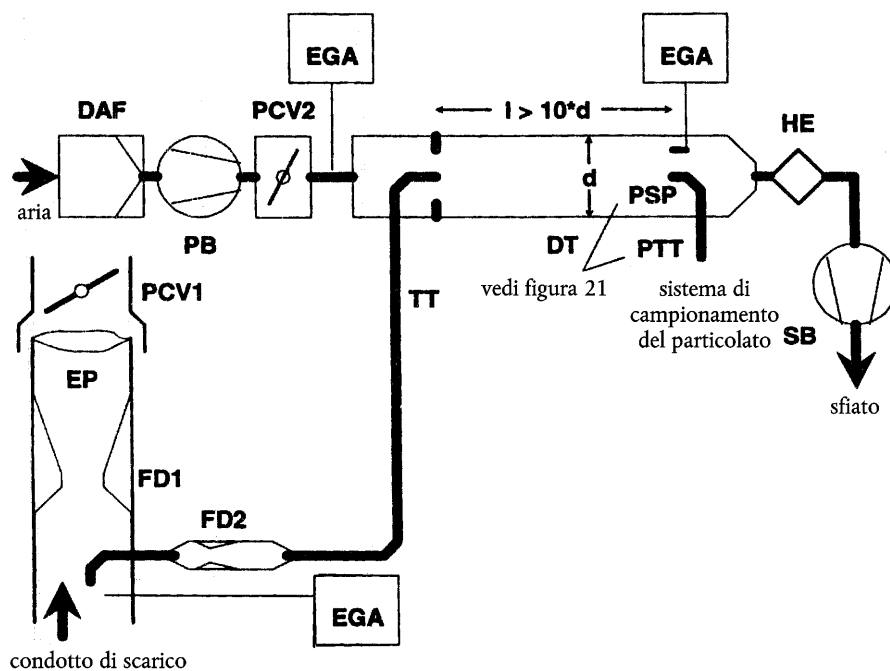 EGA
EGA
DAF
PCV2
l > 10*d
HE
aria
d
PSP
PB
DT
PTT
PCV1
TT
vedi figura 21
sistema di
campionamento
del particolato
SB
EP
sfiato
FD1
FD2
EGA
condotto di scarico